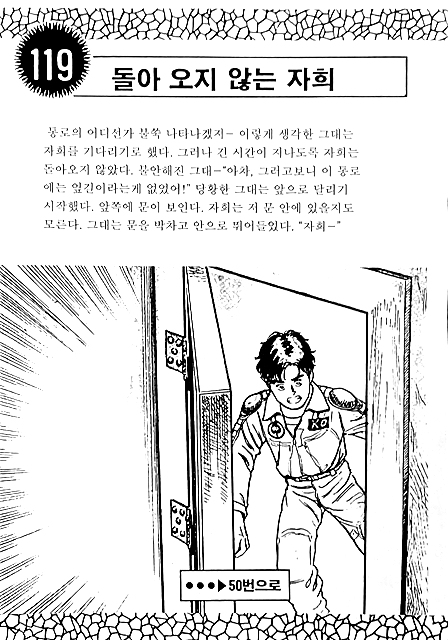 119
돌아 오지 않는 자희
통로의 어디선가 불쑥 나타나겠지— 이렇게 생각한 그대는
자희를 기다리기로 했다. 그러나 긴 시간이 지나도록 자희는
돌아오지 않았다. 불안해진 그대—“아차, 그러고보니 이 통로
에는 옆길이라는게 없었어!” 당황한 그대는 앞으로 달리기
시작했다. 앞쪽에 문이 보인다. 자희는 저 문 안에 있을지도
모른다. 그대는 문을 박차고 안으로 뛰어들었다. “자희—”
●●●▶50번으로